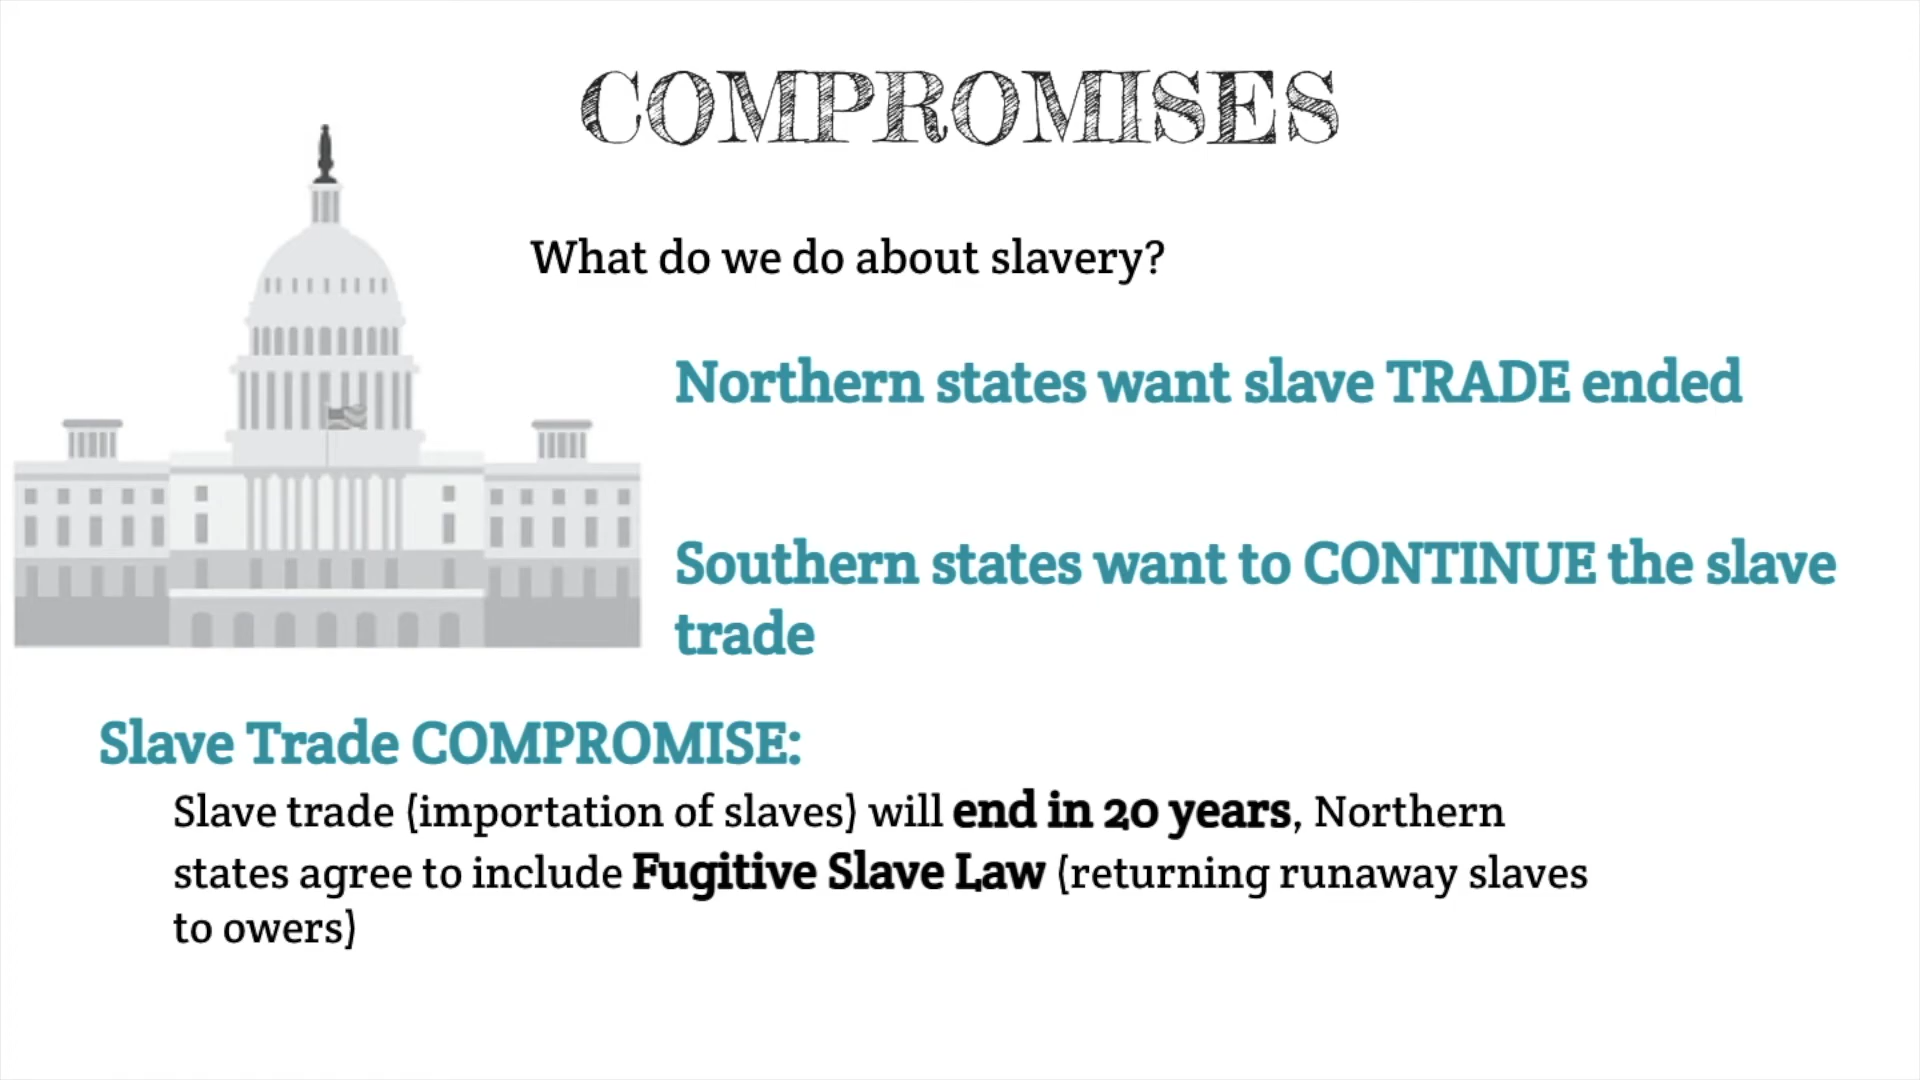 COMPROMISES
What do we do about slavery?
Northern states want slave TRADE ended
Southern states want to CONTINUE the slave
trade
Slave Trade COMPROMISE:
Slave trade (importation of slaves) will end in 20 years, Northern
states agree to include Fugitive Slave Law (returning runaway slaves
to owers)